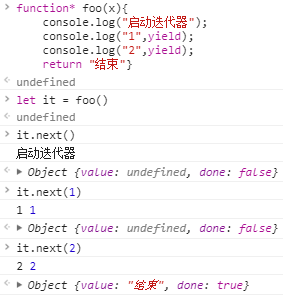 > function* foo(x){
console.log("启动迭代器");
console.log("1",yield);
console.log("2",yield);
return "结束"}
< undefined
> let it = foo()
< undefined
> it.next()
启动迭代器
< ▶ Object {value: undefined, done: false}
> it.next(1)
1 1
< ▶ Object {value: undefined, done: false}
> it.next(2)
2 2
< ▶ Object {value: "结束", done: true}